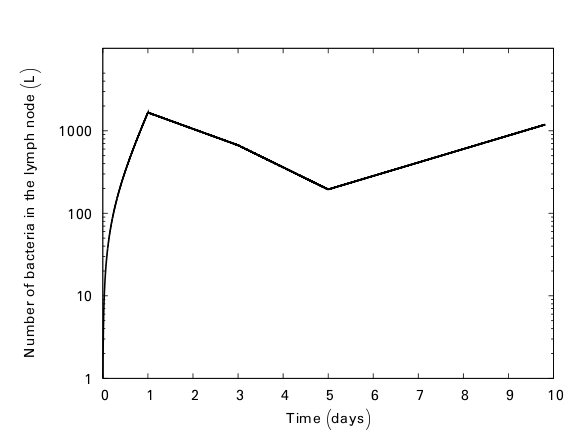 Number of bacteria in the lymph node (L)
1000
100
10
1
0 1 2 3 4 5 6 7 8 9 10
Time (days)